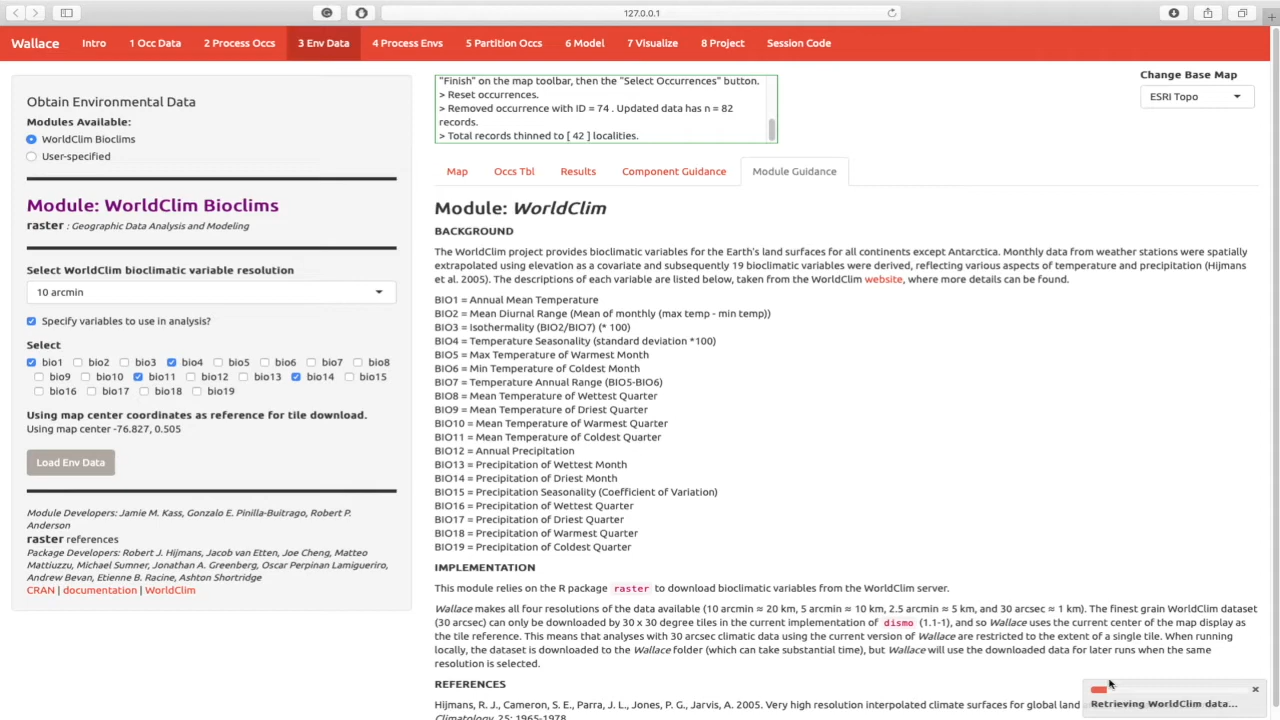 127.0.0.1
Wallace Intro 1 Occ Data 2 Process Occs 3 Env Data 4 Process Envs 5 Partition Occs 6 Model 7 Visualize 8 Project Session Code
Obtain Environmental Data
Modules Available:
WorldClim Bioclims
User-specified
Module: WorldClim Bioclims
raster : Geographic Data Analysis and Modeling
Select WorldClim bioclimatic variable resolution
10 arcmin
Specify variables to use in analysis?
Select
bio1 bio2 bio3 bio4 bio5 bio6 bio7 bio8
bio9 bio10 bio11 bio12 bio13 bio14 bio15
bio16 bio17 bio18 bio19
Using map center coordinates as reference for tile download.
Using map center -76.827, 0.505
Load Env Data
Module Developers: Jamie M. Kass, Gonzalo E. Pinilla-Buitrago, Robert P.
Anderson
raster references
Package Developers: Robert J. Hijmans, Jacob van Etten, Joe Cheng, Matteo
Mattiuzzu, Michael Sumner, Jonathan A. Greenberg, Oscar Perpinan Lamigueriro,
Andrew Bevan, Etienne B. Racine, Ashton Shortridge
CRAN | documentation | WorldClim
"Finish" on the map toolbar, then the "Select Occurrences" button.
> Reset occurrences.
> Removed occurrence with ID = 74 . Updated data has n = 82
records.
> Total records thinned to [ 42 ] localities.
Change Base Map
ESRI Topo
Map Occs Tbl Results Component Guidance Module Guidance
Module: WorldClim
BACKGROUND
The WorldClim project provides bioclimatic variables for the Earth's land surfaces for all continents except Antarctica. Monthly data from weather stations were spatially
extrapolated using elevation as a covariate and subsequently 19 bioclimatic variables were derived, reflecting various aspects of temperature and precipitation (Hijmans
et al. 2005). The descriptions of each variable are listed below, taken from the WorldClim website, where more details can be found.
BIO1 = Annual Mean Temperature
BIO2 = Mean Diurnal Range (Mean of monthly (max temp - min temp))
BIO3 = Isothermality (BIO2/BIO7) (* 100)
BIO4 = Temperature Seasonality (standard deviation *100)
BIO5 = Max Temperature of Warmest Month
BIO6 = Min Temperature of Coldest Month
BIO7 = Temperature Annual Range (BIO5-BIO6)
BIO8 = Mean Temperature of Wettest Quarter
BIO9 = Mean Temperature of Driest Quarter
BIO10 = Mean Temperature of Warmest Quarter
BIO11 = Mean Temperature of Coldest Quarter
BIO12 = Annual Precipitation
BIO13 = Precipitation of Wettest Month
BIO14 = Precipitation of Driest Month
BIO15 = Precipitation Seasonality (Coefficient of Variation)
BIO16 = Precipitation of Wettest Quarter
BIO17 = Precipitation of Driest Quarter
BIO18 = Precipitation of Warmest Quarter
BIO19 = Precipitation of Coldest Quarter
IMPLEMENTATION
This module relies on the R package raster to download bioclimatic variables from the WorldClim server.
Wallace makes all four resolutions of the data available (10 arcmin ≈ 20 km, 5 arcmin ≈ 10 km, 2.5 arcmin ≈ 5 km, and 30 arcsec ≈ 1 km). The finest grain WorldClim dataset
(30 arcsec) can only be downloaded by 30 x 30 degree tiles in the current implementation of dismo (1.1-1), and so Wallace uses the current center of the map display as
the tile reference. This means that analyses with 30 arcsec climatic data using the current version of Wallace are restricted to the extent of a single tile. When running
locally, the dataset is downloaded to the Wallace folder (which can take substantial time), but Wallace will use the downloaded data for later runs when the same
resolution is selected.
REFERENCES
Hijmans, R. J., Cameron, S. E., Parra, J. L., Jones, P. G., Jarvis, A. 2005. Very high resolution interpolated climate surfaces for global land
Climatology. 25: 1965-1978.
Retrieving WorldClim data...